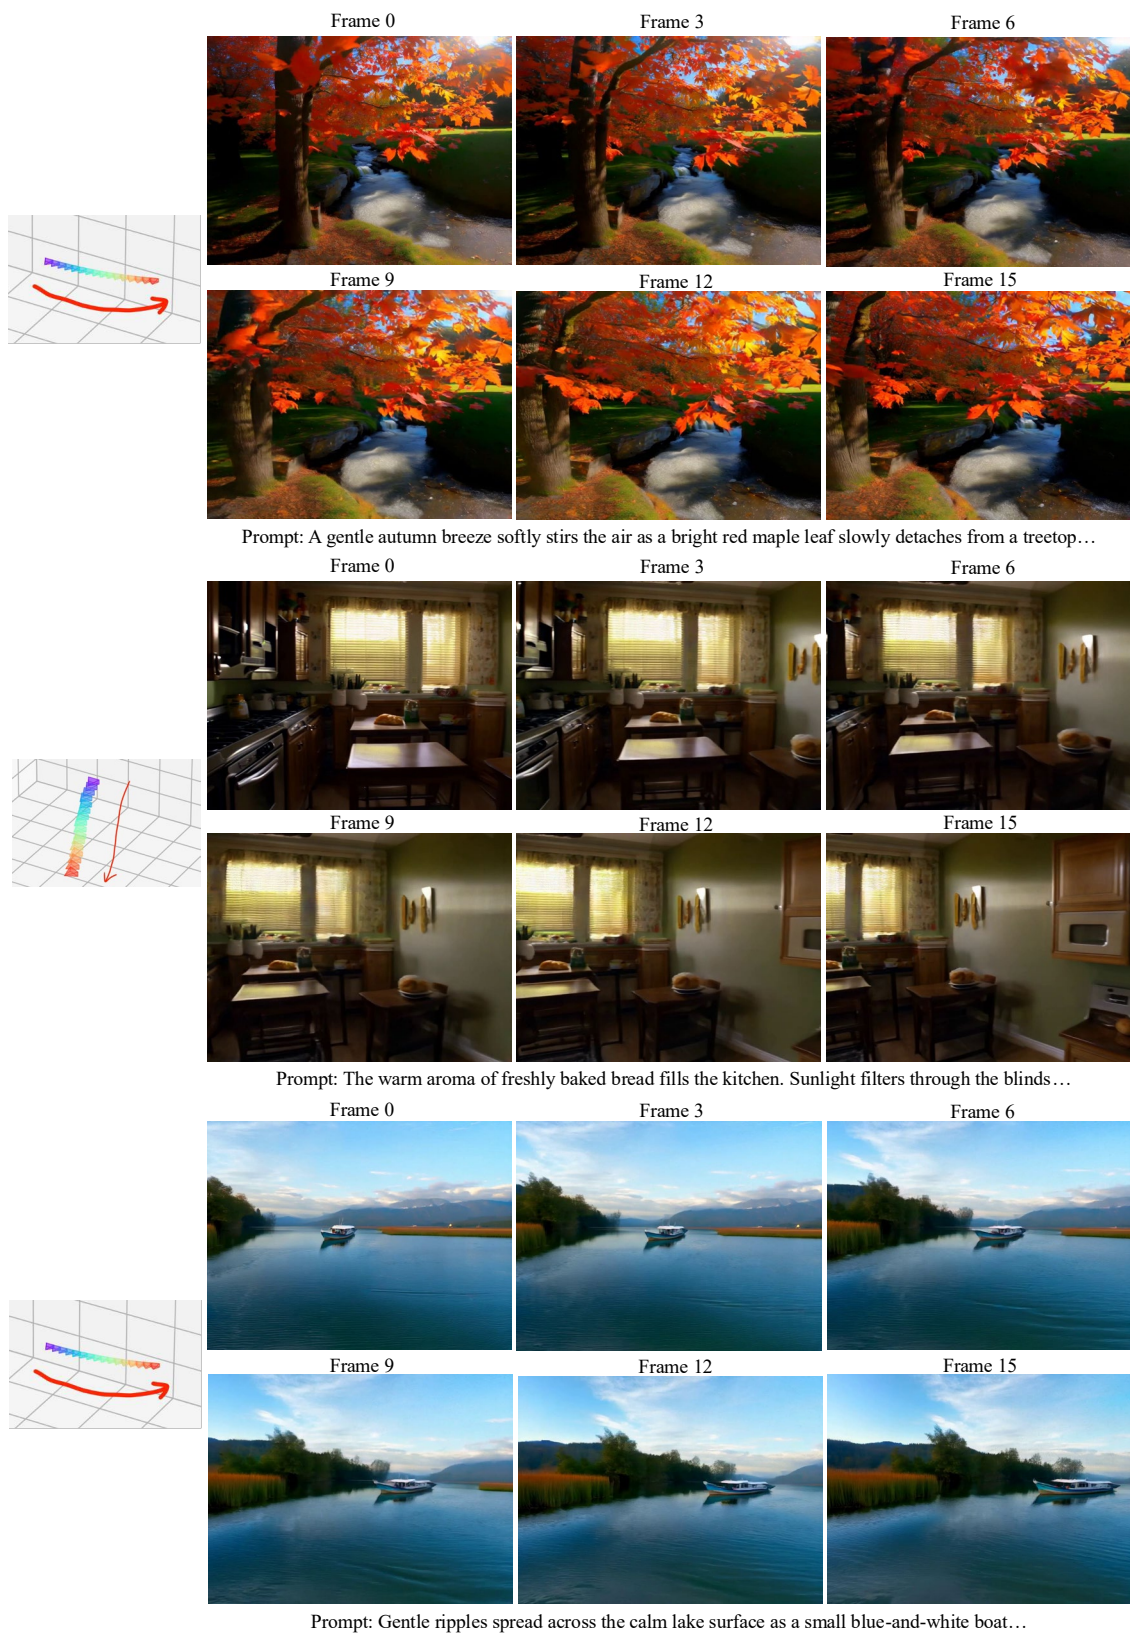 Frame 0 Frame 3 Frame 6
Frame 9 Frame 12 Frame 15
Prompt: A gentle autumn breeze softly stirs the air as a bright red maple leaf slowly detaches from a treetop…
Frame 0 Frame 3 Frame 6
Frame 9 Frame 12 Frame 15
Prompt: The warm aroma of freshly baked bread fills the kitchen. Sunlight filters through the blinds…
Frame 0 Frame 3 Frame 6
Frame 9 Frame 12 Frame 15
Prompt: Gentle ripples spread across the calm lake surface as a small blue-and-white boat…